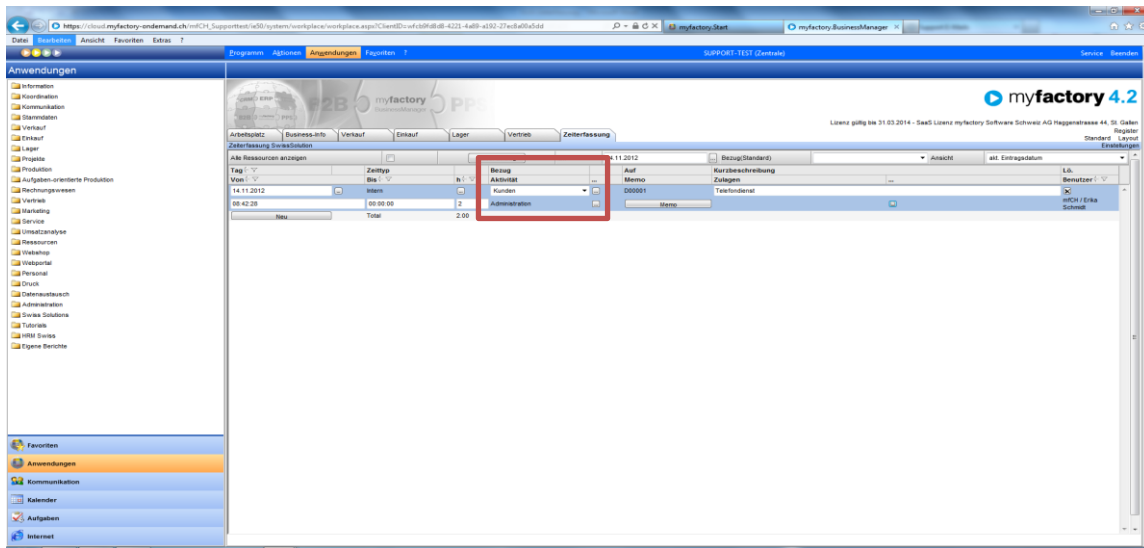 https://cloud.myfactory-ondemand.ch/mfCH_Supporttest/ie50/system/workplace/workplace.aspx?ClientID=
myfactory.Start
myfactory.BusinessManager
Datei Bearbeiten Ansicht Favoriten Extras ?
Programm Aktionen Anwendungen Favoriten ?
SUPPORT-TEST (Zentrale)
Service Beenden
Anwendungen
Information
Koordination
Kommunikation
Stammdaten
Verkauf
Einkauf
Lager
Projekte
Produktion
Aufgaben-orientierte Produktion
Rechnungswesen
Vertrieb
Marketing
Service
Umsatzanalyse
Ressourcen
Webshop
Webportal
Personal
Druck
Datenaustausch
Administration
Swiss Solutions
Tutorials
HRM Swiss
Eigene Berichte
Favoriten
Anwendungen
Kommunikation
Kalender
Aufgaben
Internet
B2B
myfactory
BusinessManager
PPS
myfactory 4.2
Lizenz gültig bis 31.03.2014 - SaaS Lizenz myfactory Software Schweiz AG Haggenstrasse 44, St. Gallen
Register
Standard Layout
Einstellungen
Arbeitsplatz Business-Info Verkauf Einkauf Lager Vertrieb Zeiterfassung
Zeiterfassung SwissSolution
Alle Ressourcen anzeigen
4.11.2012 ... Bezug(Standard) Ansicht akt. Eintragsdatum
Tag Zeittyp Bezug Auf Kurzbeschreibung Lö.
Von Bis h Aktivität ... Memo Zulagen ... Benutzer
14.11.2012 ... Intern ... Kunden ... D00001 Telefondienst
08:42:28 00:00:00 2 Administration ... Memo ... mfCH / Erika
Schmidt
Neu Total 2.00